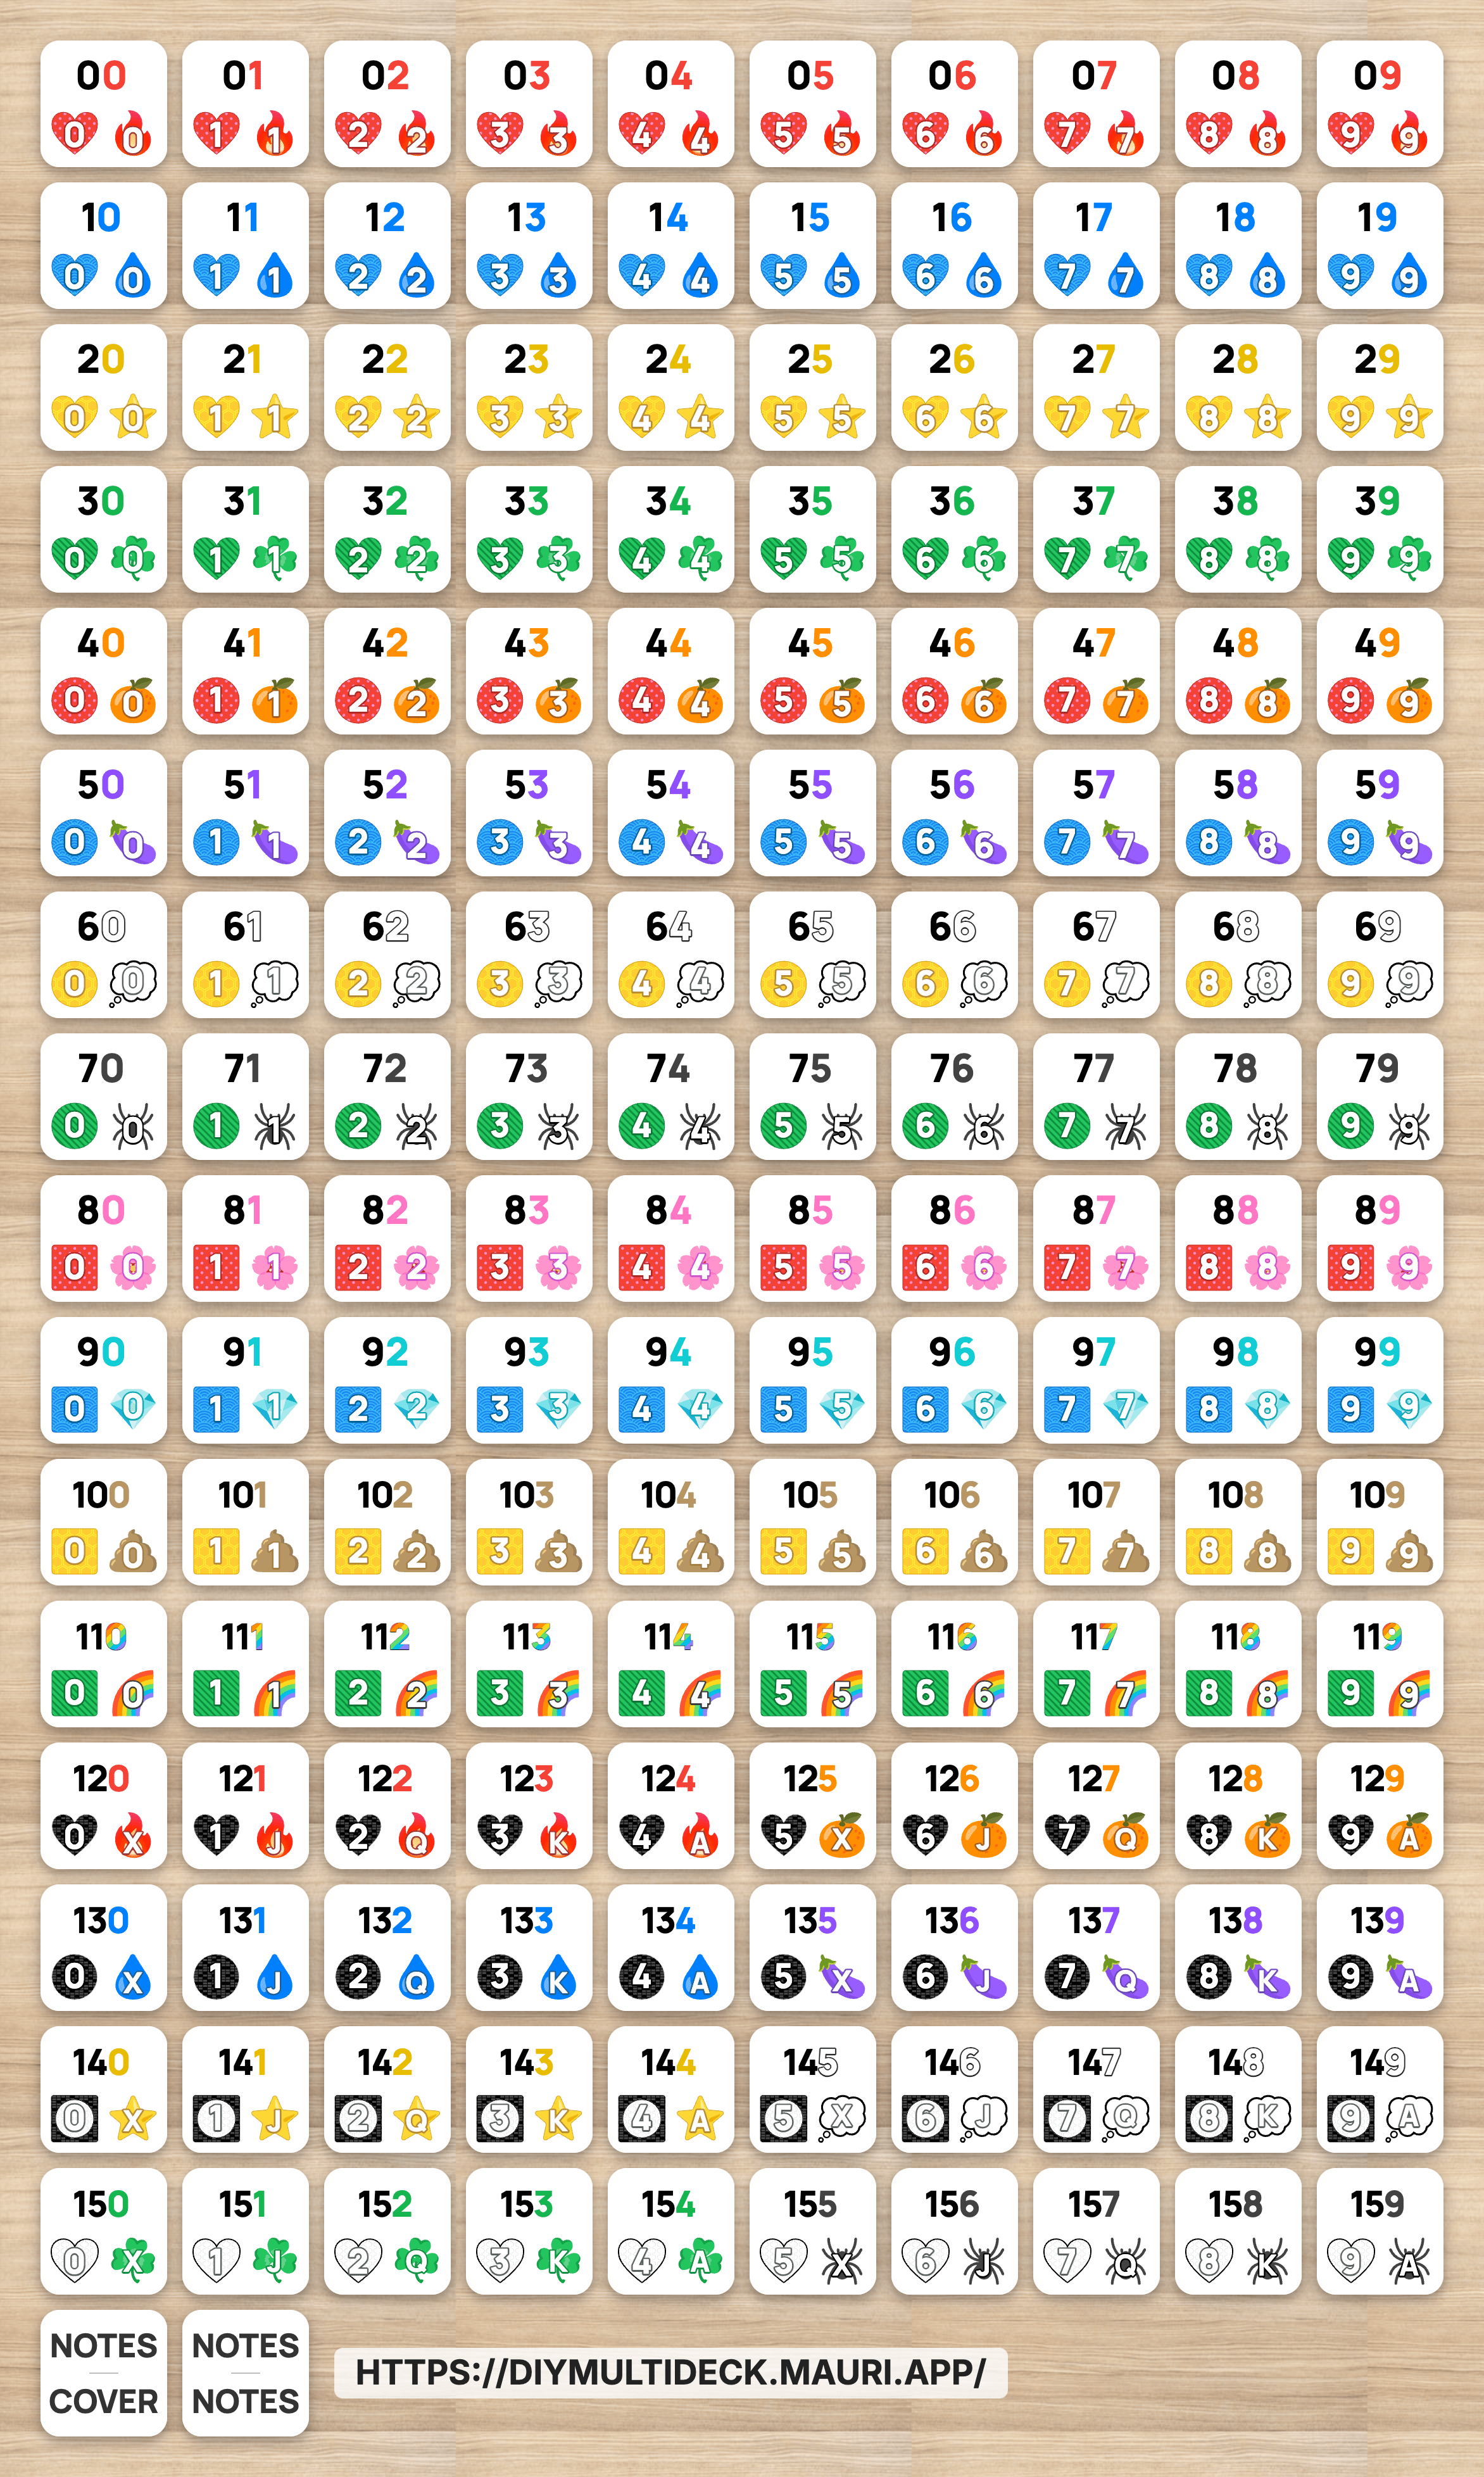 00 01 02 03 04 05 06 07 08 09
0 0 1 1 2 2 3 3 4 4 5 5 6 6 7 7 8 8 9 9
10 11 12 13 14 15 16 17 18 19
0 0 1 1 2 2 3 3 4 4 5 5 6 6 7 7 8 8 9 9
20 21 22 23 24 25 26 27 28 29
0 0 1 1 2 2 3 3 4 4 5 5 6 6 7 7 8 8 9 9
30 31 32 33 34 35 36 37 38 39
0 0 1 1 2 2 3 3 4 4 5 5 6 6 7 7 8 8 9 9
40 41 42 43 44 45 46 47 48 49
0 0 1 1 2 2 3 3 4 4 5 5 6 6 7 7 8 8 9 9
50 51 52 53 54 55 56 57 58 59
0 0 1 1 2 2 3 3 4 4 5 5 6 6 7 7 8 8 9 9
60 61 62 63 64 65 66 67 68 69
0 0 1 1 2 2 3 3 4 4 5 5 6 6 7 7 8 8 9 9
70 71 72 73 74 75 76 77 78 79
0 0 1 1 2 2 3 3 4 4 5 5 6 6 7 7 8 8 9 9
80 81 82 83 84 85 86 87 88 89
0 0 1 1 2 2 3 3 4 4 5 5 6 6 7 7 8 8 9 9
90 91 92 93 94 95 96 97 98 99
0 0 1 1 2 2 3 3 4 4 5 5 6 6 7 7 8 8 9 9
100 101 102 103 104 105 106 107 108 109
0 0 1 1 2 2 3 3 4 4 5 5 6 6 7 7 8 8 9 9
110 111 112 113 114 115 116 117 118 119
0 0 1 1 2 2 3 3 4 4 5 5 6 6 7 7 8 8 9 9
120 121 122 123 124 125 126 127 128 129
0 X 1 J 2 Q 3 K 4 A 5 X 6 J 7 Q 8 K 9 A
130 131 132 133 134 135 136 137 138 139
0 X 1 J 2 Q 3 K 4 A 5 X 6 J 7 Q 8 K 9 A
140 141 142 143 144 145 146 147 148 149
0 X 1 J 2 Q 3 K 4 A 5 X 6 J 7 Q 8 K 9 A
150 151 152 153 154 155 156 157 158 159
0 X 1 J 2 Q 3 K 4 A 5 X 6 J 7 Q 8 K 9 A
NOTES
COVER
NOTES
NOTES
HTTPS://DIYMULTIDECK.MAURI.APP/